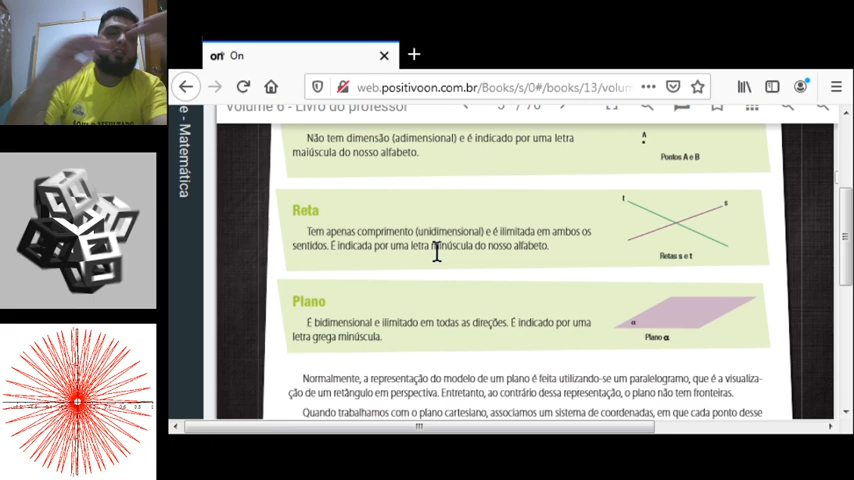 on On
web.positivoon.com.br/Books/s/0#/books/13/volum
Volume 6 - Livro do professor
e - Matemática
Não tem dimensão (adimensional) e é indicado por uma letra
maiúscula do nosso alfabeto.
A
Pontos A e B
Reta
Tem apenas comprimento (unidimensional) e é ilimitada em ambos os
sentidos. É indicada por uma letra minúscula do nosso alfabeto.
t
s
Retas s e t
Plano
É bidimensional e ilimitado em todas as direções. É indicado por uma
letra grega minúscula.
α
Plano α
Normalmente, a representação do modelo de um plano é feita utilizando-se um paralelogramo, que é a visualiza-
ção de um retângulo em perspectiva. Entretanto, ao contrário dessa representação, o plano não tem fronteiras.
Quando trabalhamos com o plano cartesiano, associamos um sistema de coordenadas, em que cada ponto desse